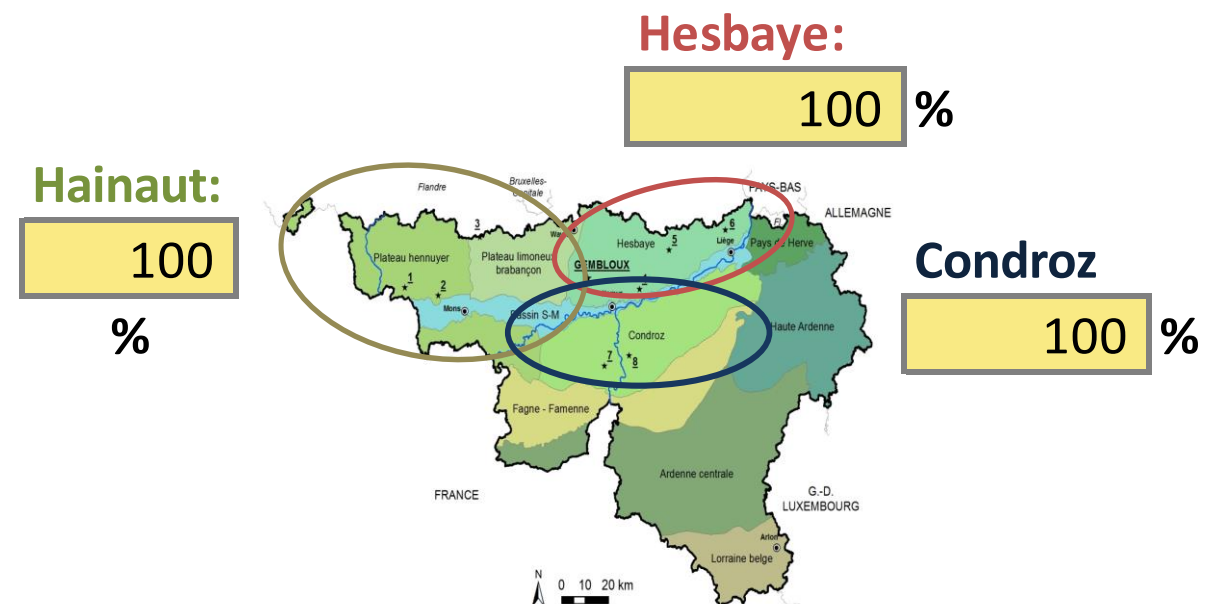 Hesbaye:
100 %
Hainaut:
100
%
Condroz
100 %
Flandre
Bruxelles-
Capitale
PAYS-BAS
ALLEMAGNE
3
6
5
Liège
Hesbaye
Pays de Herve
Plateau hennuyer
Plateau limoneux
brabançon
GEMBLOUX
1
2
4
Mons
Bassin S-M
Condroz
Haute Ardenne
7
8
Fagne - Famenne
Ardenne centrale
FRANCE
G.-D.
LUXEMBOURG
Arlon
Lorraine belge
N
0 10 20 km